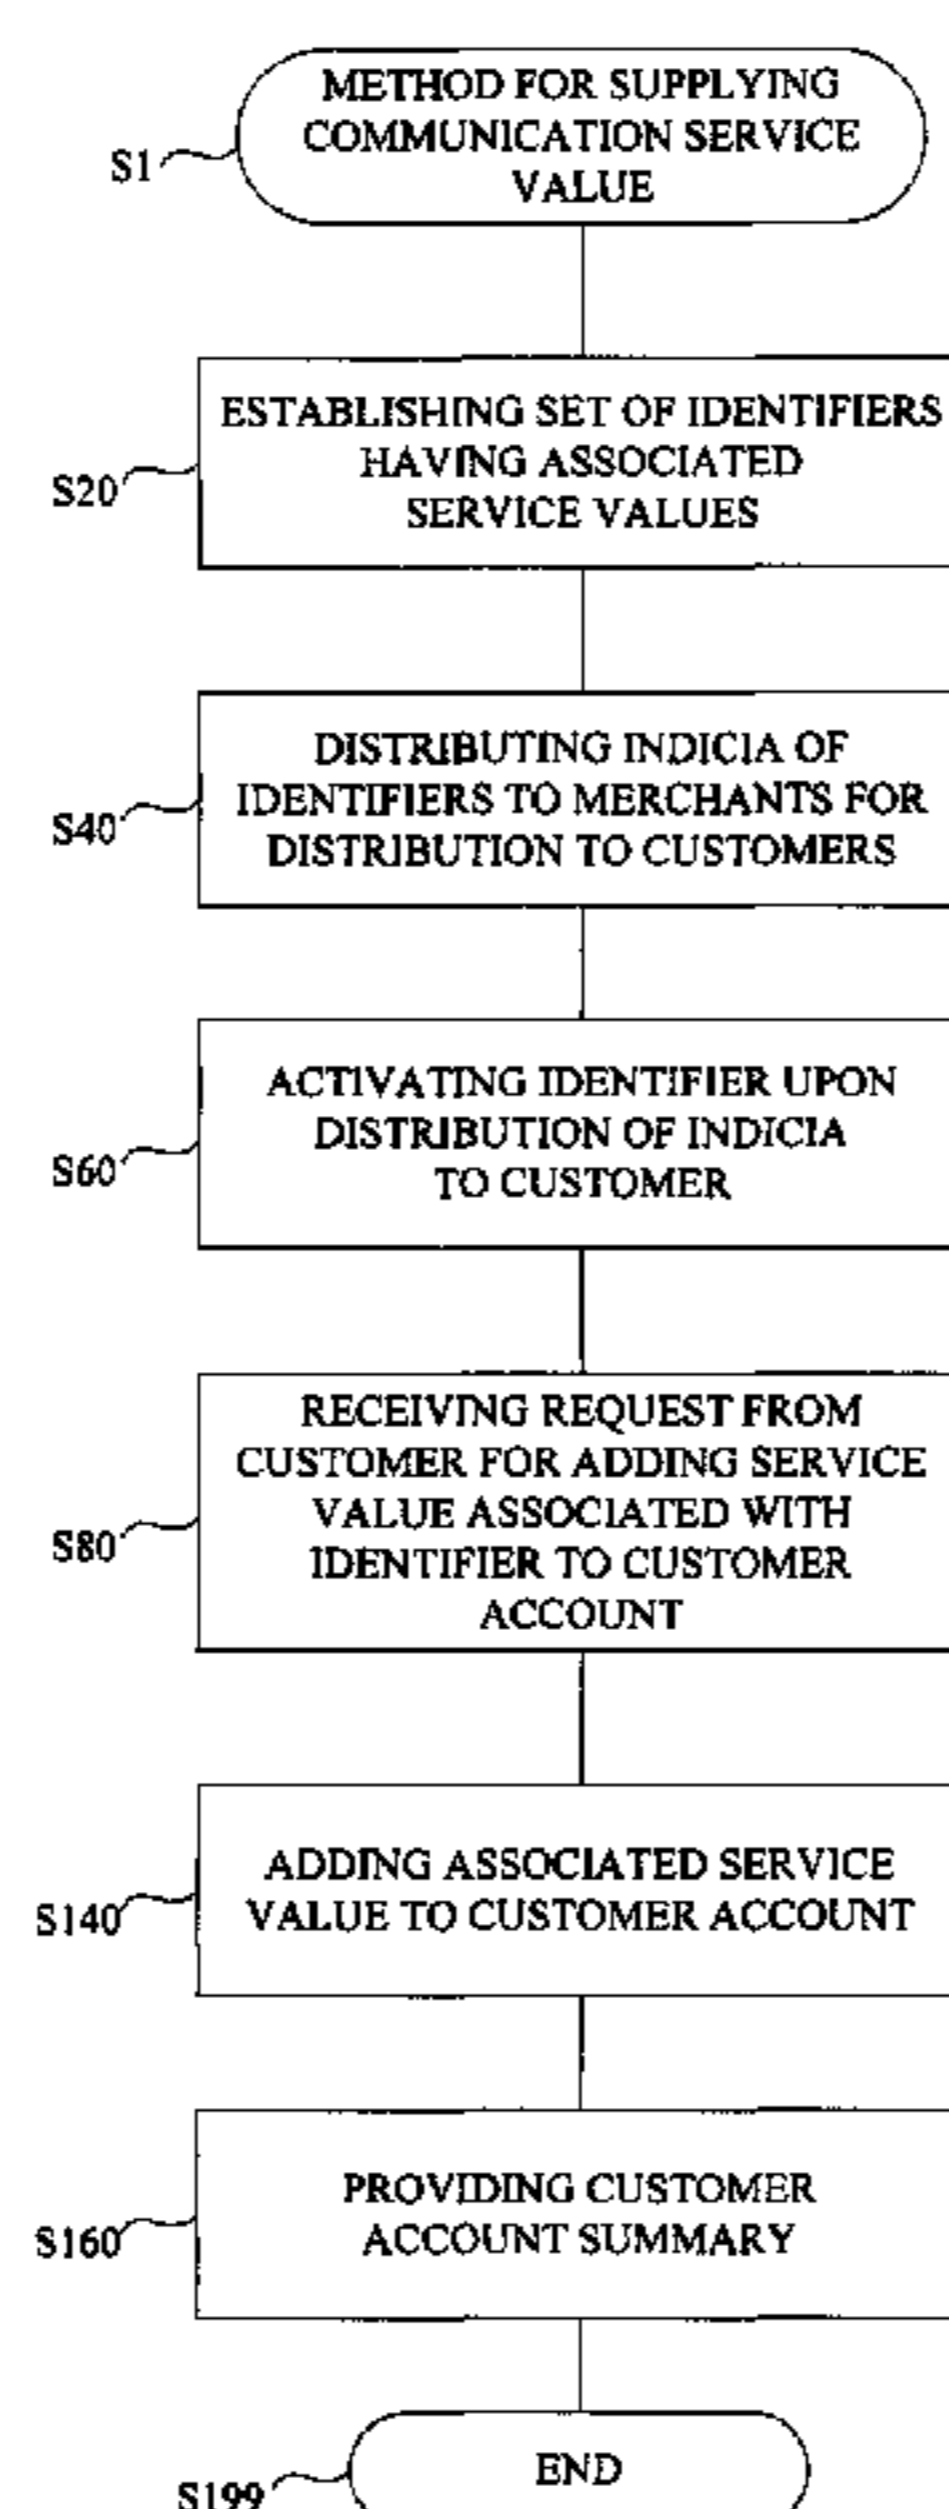 METHOD FOR SUPPLYING
COMMUNICATION SERVICE
VALUE
S1
ESTABLISHING SET OF IDENTIFIERS
HAVING ASSOCIATED
SERVICE VALUES
S20
DISTRIBUTING INDICIA OF
IDENTIFIERS TO MERCHANTS FOR
DISTRIBUTION TO CUSTOMERS
S40
ACTIVATING IDENTIFIER UPON
DISTRIBUTION OF INDICIA
TO CUSTOMER
S60
RECEIVING REQUEST FROM
CUSTOMER FOR ADDING SERVICE
VALUE ASSOCIATED WITH
IDENTIFIER TO CUSTOMER
ACCOUNT
S80
ADDING ASSOCIATED SERVICE
VALUE TO CUSTOMER ACCOUNT
S140
PROVIDING CUSTOMER
ACCOUNT SUMMARY
S160
END
S199